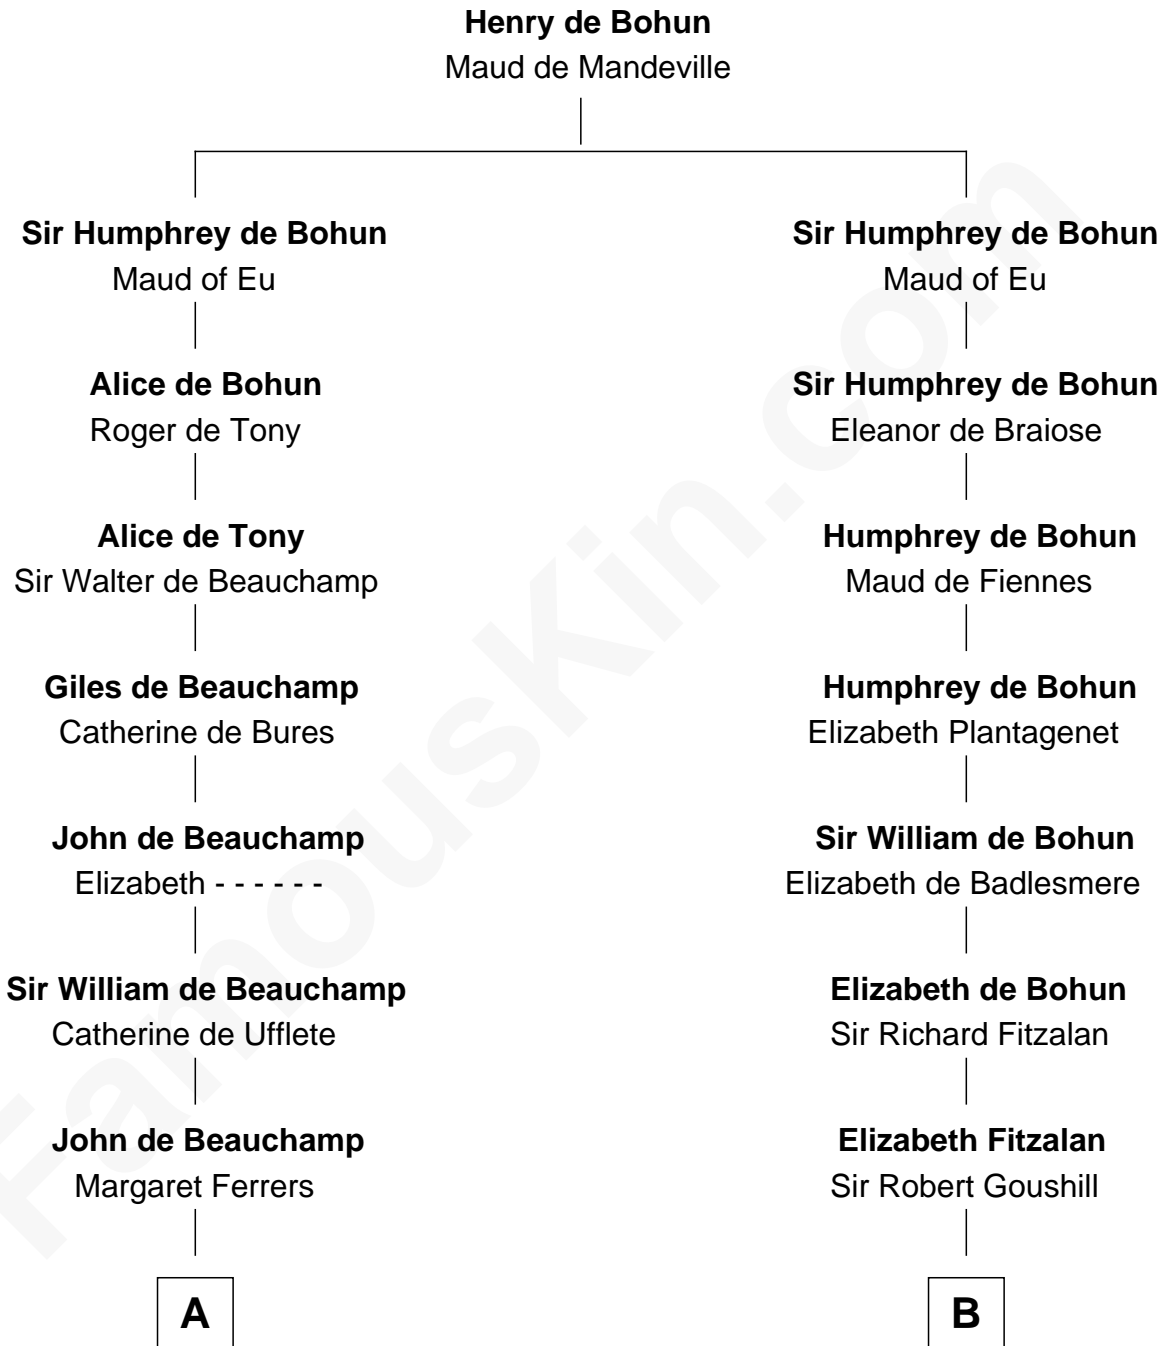 Henry de Bohun
Maud de Mandeville
Sir Humphrey de Bohun
Maud of Eu
Sir Humphrey de Bohun
Maud of Eu
Alice de Bohun
Roger de Tony
Sir Humphrey de Bohun
Eleanor de Braiose
Alice de Tony
Sir Walter de Beauchamp
Humphrey de Bohun
Maud de Fiennes
Giles de Beauchamp
Catherine de Bures
Humphrey de Bohun
Elizabeth Plantagenet
John de Beauchamp
Elizabeth - - - - - -
Sir William de Bohun
Elizabeth de Badlesmere
Sir William de Beauchamp
Catherine de Ufflete
Elizabeth de Bohun
Sir Richard Fitzalan
John de Beauchamp
Margaret Ferrers
Elizabeth Fitzalan
Sir Robert Goushill
A
B
FamousKin.com